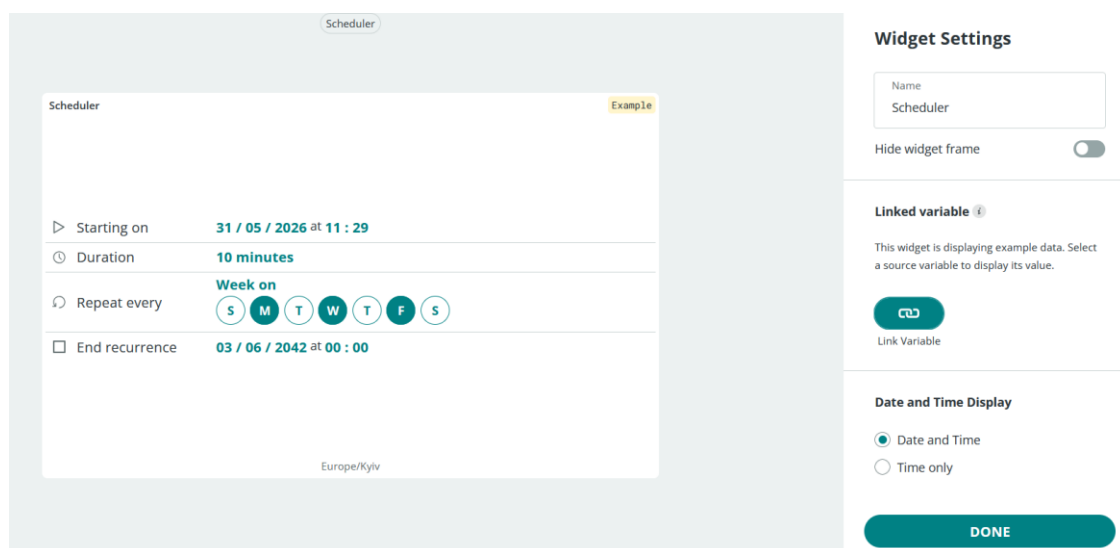 Scheduler
Scheduler
Example
Starting on 31 / 05 / 2026 at 11 : 29
Duration 10 minutes
Repeat every Week on
S M T W T F S
End recurrence 03 / 06 / 2042 at 00 : 00
Europe/Kyiv
Widget Settings
Name
Scheduler
Hide widget frame
Linked variable i
This widget is displaying example data. Select
a source variable to display its value.
Link Variable
Date and Time Display
Date and Time
Time only
DONE